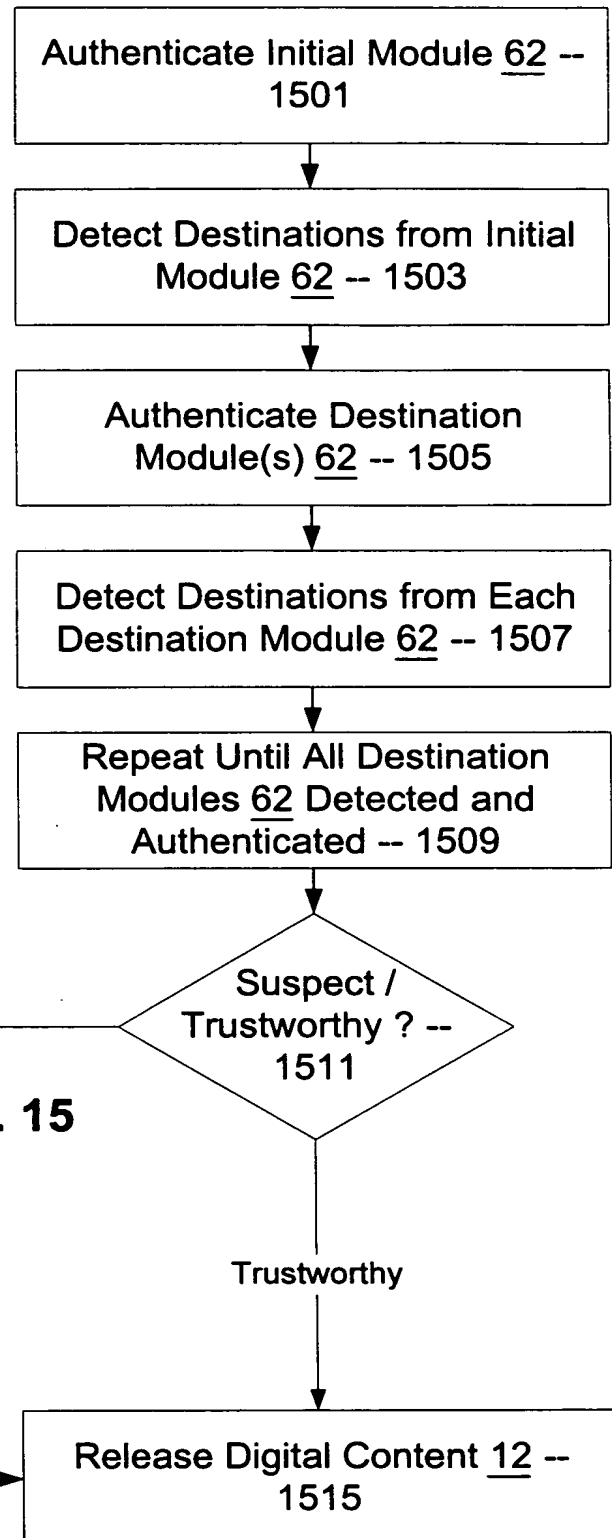 Authenticate Initial Module 62 --
1501
Detect Destinations from Initial
Module 62 -- 1503
Authenticate Destination
Module(s) 62 -- 1505
Detect Destinations from Each
Destination Module 62 -- 1507
Repeat Until All Destination
Modules 62 Detected and
Authenticated -- 1509
Suspect /
Trustworthy ? --
1511
. 15
Trustworthy
Release Digital Content 12 --
1515